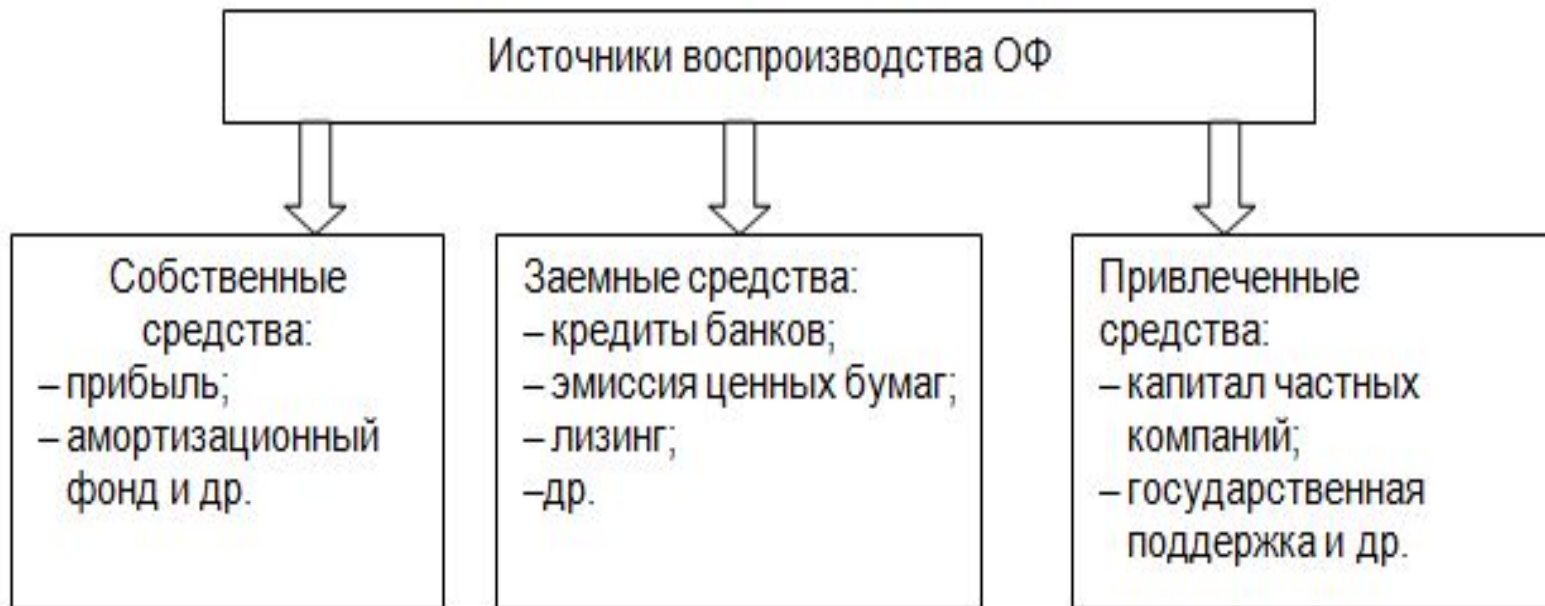 Источники воспроизводства ОФ
Собственные
средства:
– прибыль;
– амортизационный
фонд и др.
Заемные средства:
– кредиты банков;
– эмиссия ценных бумаг;
– лизинг;
–др.
Привлеченные
средства:
– капитал частных
компаний;
– государственная
поддержка и др.